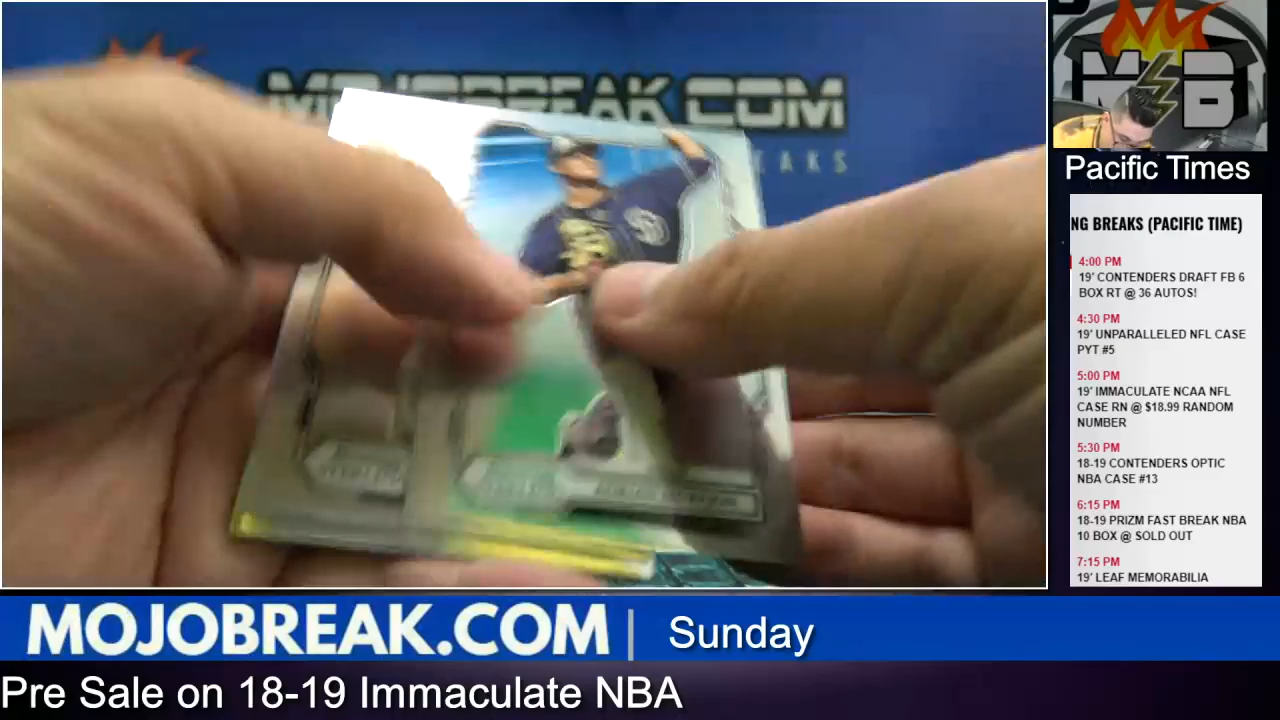 MOJOBREAK.COM
EAKS
M B
Pacific Times
NG BREAKS (PACIFIC TIME)
4:00 PM
19' CONTENDERS DRAFT FB 6
BOX RT @ 36 AUTOS!
4:30 PM
19' UNPARALLELED NFL CASE
PYT #5
5:00 PM
19' IMMACULATE NCAA NFL
CASE RN @ $18.99 RANDOM
NUMBER
5:30 PM
18-19 CONTENDERS OPTIC
NBA CASE #13
6:15 PM
18-19 PRIZM FAST BREAK NBA
10 BOX @ SOLD OUT
7:15 PM
19' LEAF MEMORABILIA
MOJOBREAK.COM | Sunday
Pre Sale on 18-19 Immaculate NBA